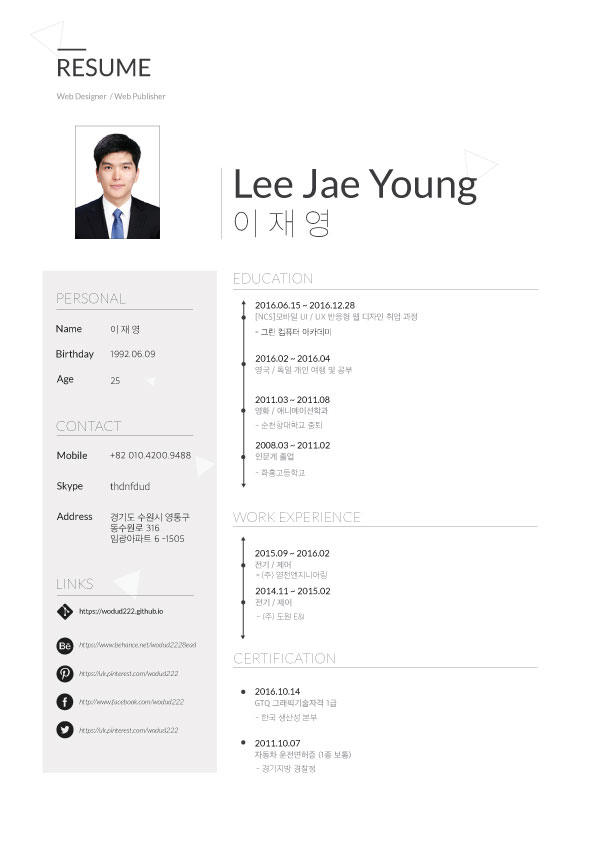 RESUME
Web Designer / Web Publisher
Lee Jae Young
이 재 영
PERSONAL
Name 이 재 영
Birthday 1992.06.09
Age 25
CONTACT
Mobile +82 010.4200.9488
Skype thdnfdud
Address 경기도 수원시 영통구
동수원로 316
임광아파트 6 -1505
LINKS
https://wodud222.github.io
https://www.behance.net/wodud2228ead
https://uk.pinterest.com/wodud222
http://www.facebook.com/wodud222
https://uk.pinterest.com/wodud222
EDUCATION
2016.06.15 ~ 2016.12.28
[NCS]모바일 UI / UX 반응형 웹 디자인 취업 과정
- 그린 컴퓨터 아카데미
2016.02 ~ 2016.04
영국 / 독일 개인 여행 및 공부
2011.03 ~ 2011.08
영화 / 애니메이션학과
- 순천향대학교 중퇴
2008.03 ~ 2011.02
인문계 졸업
- 화홍고등학교
WORK EXPERIENCE
2015.09 ~ 2016.02
전기 / 제어
- (주) 영천엔지니어링
2014.11 ~ 2015.02
전기 / 제어
- (주) 도원 E&I
CERTIFICATION
2016.10.14
GTQ 그래픽기술자격 1급
- 한국 생산성 본부
2011.10.07
자동차 운전면허증 (1종 보통)
- 경기지방 경찰청